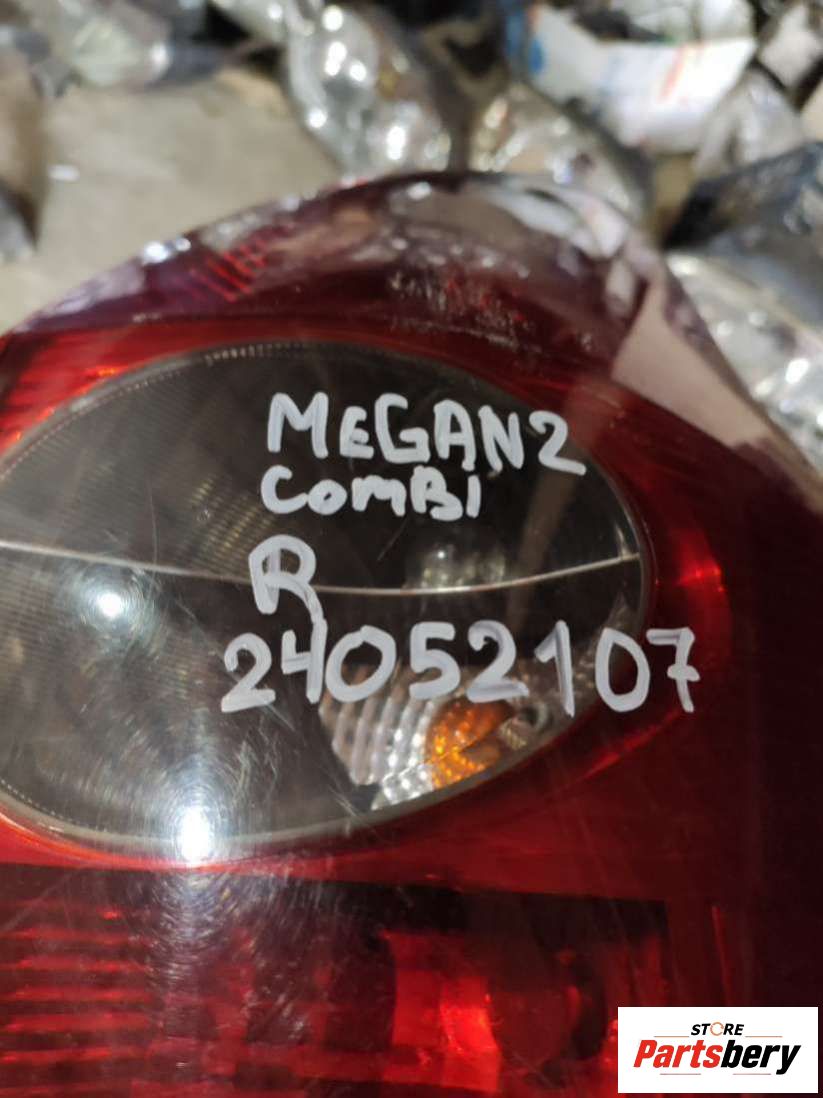 MEGAN2
COMBI
R
24052107
STORE
Partsbery